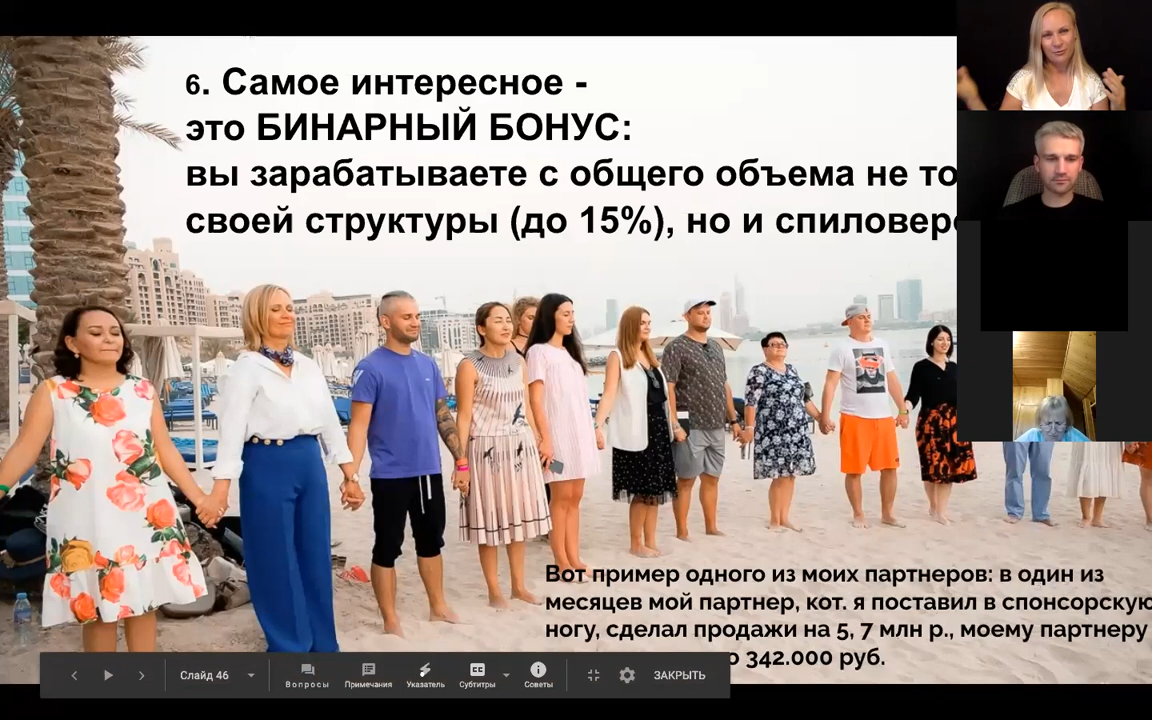 6. Самое интересное -
это БИНАРНЫЙ БОНУС:
вы зарабатываете с общего объема не то
своей структуры (до 15%), но и спиловер
Вот пример одного из моих партнеров: в один из
месяцев мой партнер, кот. я поставил в спонсорскую
ногу, сделал продажи на 5, 7 млн р., моему партнеру
342.000 руб.
Слайд 46
Вопросы
Примечания
Указатель
Субтитры
Советы
ЗАКРЫТЬ